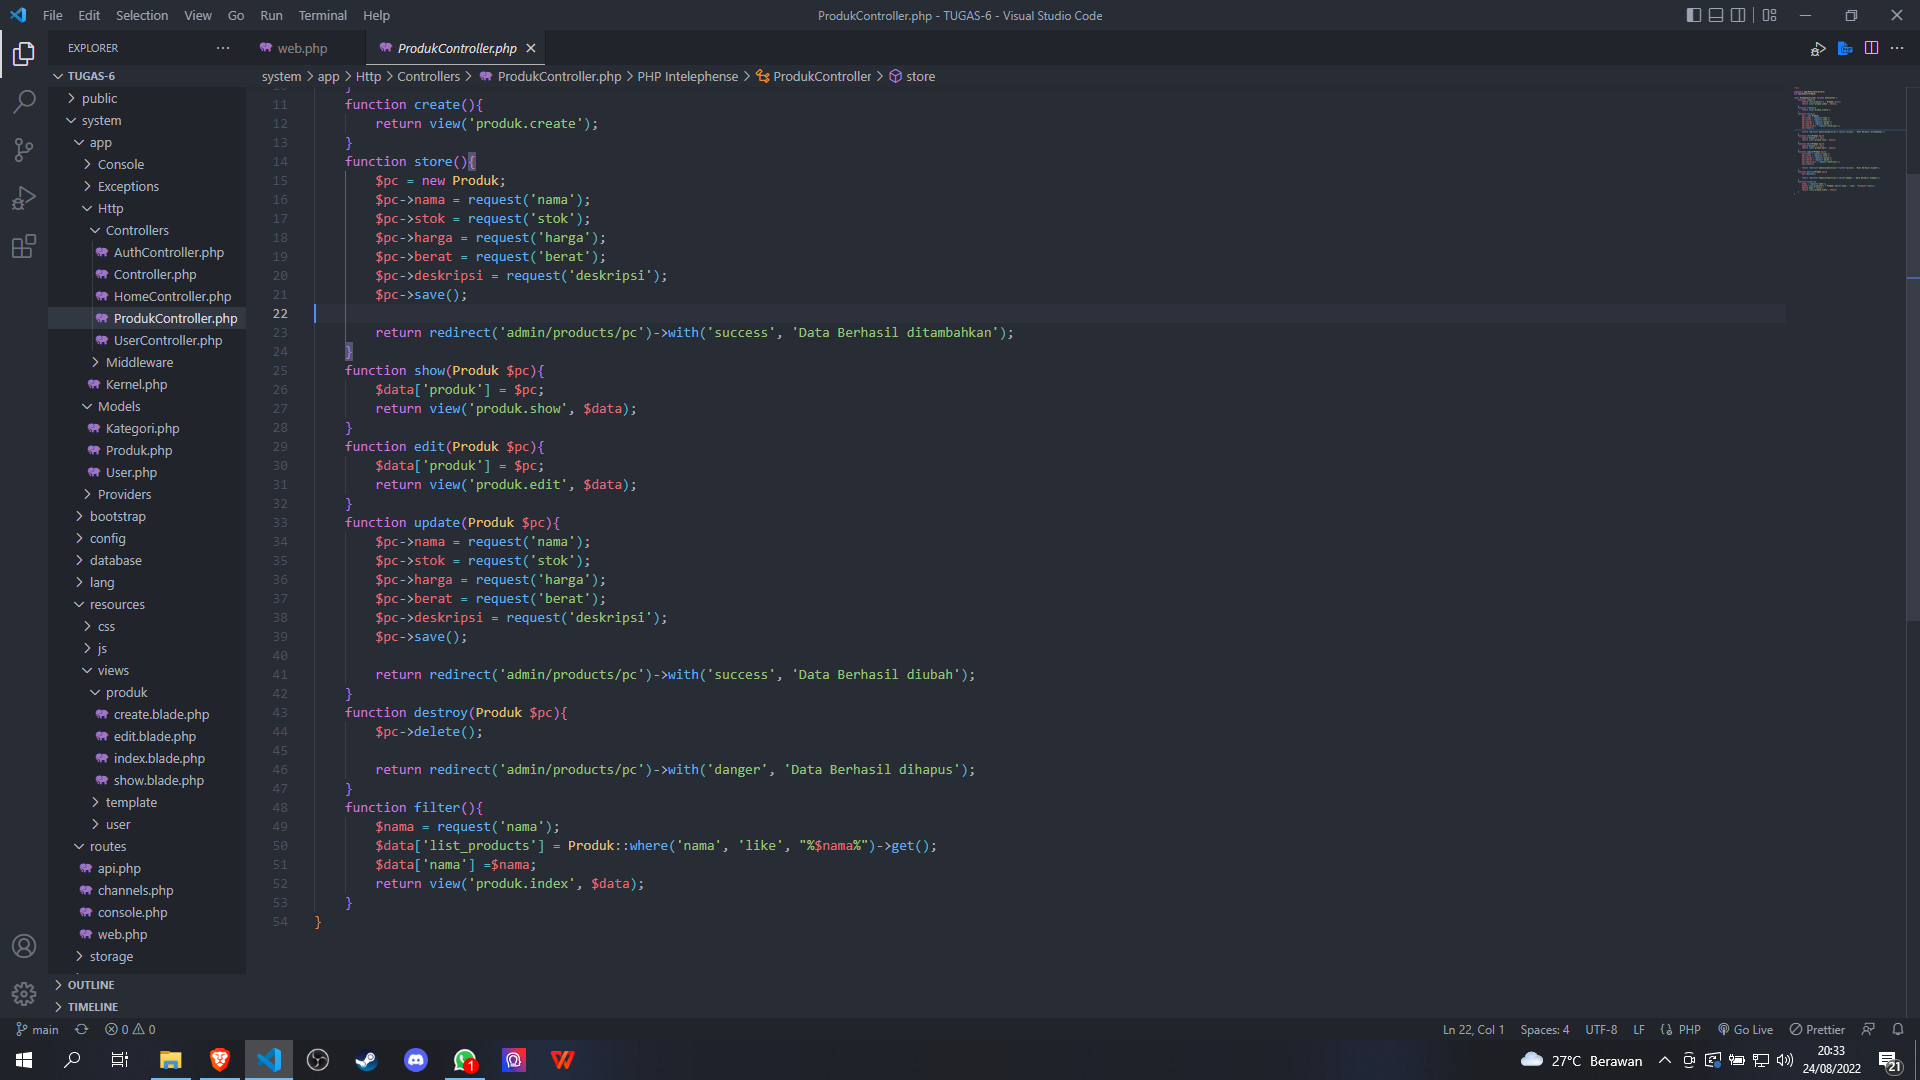 File Edit Selection View Go Run Terminal Help
ProdukController.php - TUGAS-6 - Visual Studio Code
EXPLORER
web.php
ProdukController.php
TUGAS-6
system > app > Http > Controllers > ProdukController.php > PHP Intelephense > ProdukController > store
public
system
app
Console
Exceptions
Http
Controllers
AuthController.php
Controller.php
HomeController.php
ProdukController.php
UserController.php
Middleware
Kernel.php
Models
Kategori.php
Produk.php
User.php
Providers
bootstrap
config
database
lang
resources
css
js
views
produk
create.blade.php
edit.blade.php
index.blade.php
show.blade.php
template
user
routes
api.php
channels.php
console.php
web.php
storage
OUTLINE
TIMELINE
10 }
11 function create(){
12 return view('produk.create');
13 }
14 function store(){
15 $pc = new Produk;
16 $pc->nama = request('nama');
17 $pc->stok = request('stok');
18 $pc->harga = request('harga');
19 $pc->berat = request('berat');
20 $pc->deskripsi = request('deskripsi');
21 $pc->save();
22
23 return redirect('admin/products/pc')->with('success', 'Data Berhasil ditambahkan');
24 }
25 function show(Produk $pc){
26 $data['produk'] = $pc;
27 return view('produk.show', $data);
28 }
29 function edit(Produk $pc){
30 $data['produk'] = $pc;
31 return view('produk.edit', $data);
32 }
33 function update(Produk $pc){
34 $pc->nama = request('nama');
35 $pc->stok = request('stok');
36 $pc->harga = request('harga');
37 $pc->berat = request('berat');
38 $pc->deskripsi = request('deskripsi');
39 $pc->save();
40
41 return redirect('admin/products/pc')->with('success', 'Data Berhasil diubah');
42 }
43 function destroy(Produk $pc){
44 $pc->delete();
45
46 return redirect('admin/products/pc')->with('danger', 'Data Berhasil dihapus');
47 }
48 function filter(){
49 $nama = request('nama');
50 $data['list_products'] = Produk::where('nama', 'like', "%$nama%")->get();
51 $data['nama'] =$nama;
52 return view('produk.index', $data);
53 }
54 }
main 0 0
Ln 22, Col 1 Spaces: 4 UTF-8 LF PHP Go Live Prettier
1
27°C Berawan
20:33
24/08/2022
21